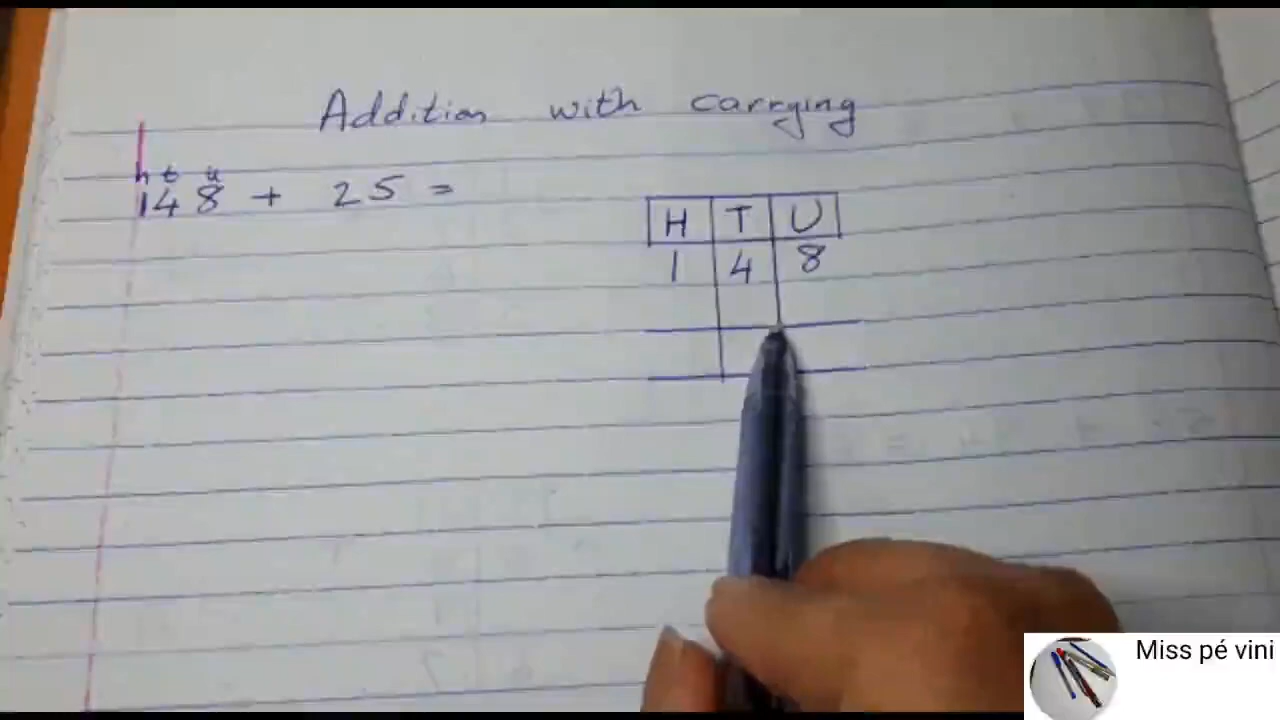 Addition with carrying
h t u
148 + 25 =
H T U
1 4 8
Miss pé vini